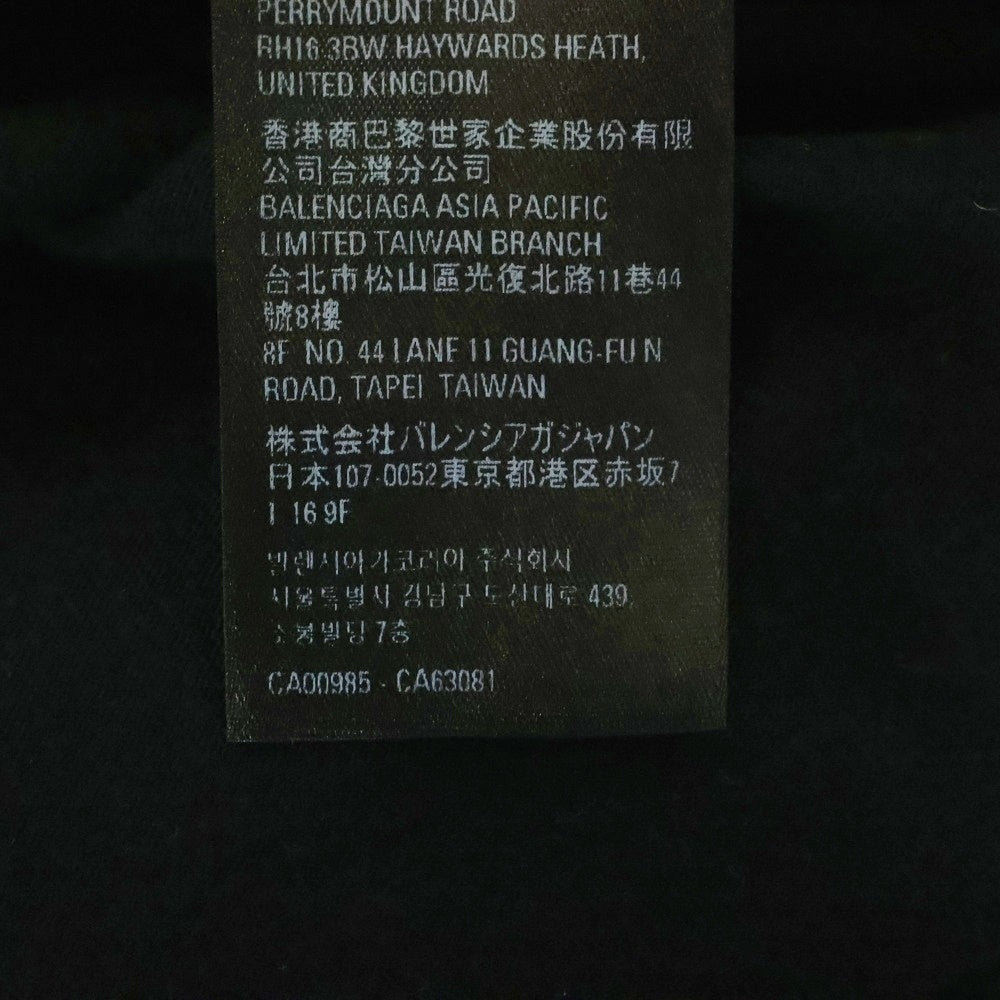 PERRYMOUNT ROAD
RH16 3BW HAYWARDS HEATH,
UNITED KINGDOM
香港商巴黎世家企業股份有限
公司台灣分公司
BALENCIAGA ASIA PACIFIC
LIMITED TAIWAN BRANCH
台北市松山區光復北路11巷44
號8樓
8F NO. 44 LANE 11 GUANG-FU N
ROAD, TAPEI TAIWAN
株式会社バレンシアガジャパン
日本107-0052東京都港区赤坂7
1 16 9F
발렌시아가코리아 주식회사
서울특별시 강남구 도산대로 439,
소봉빌딩 7층
CA00985 - CA63081